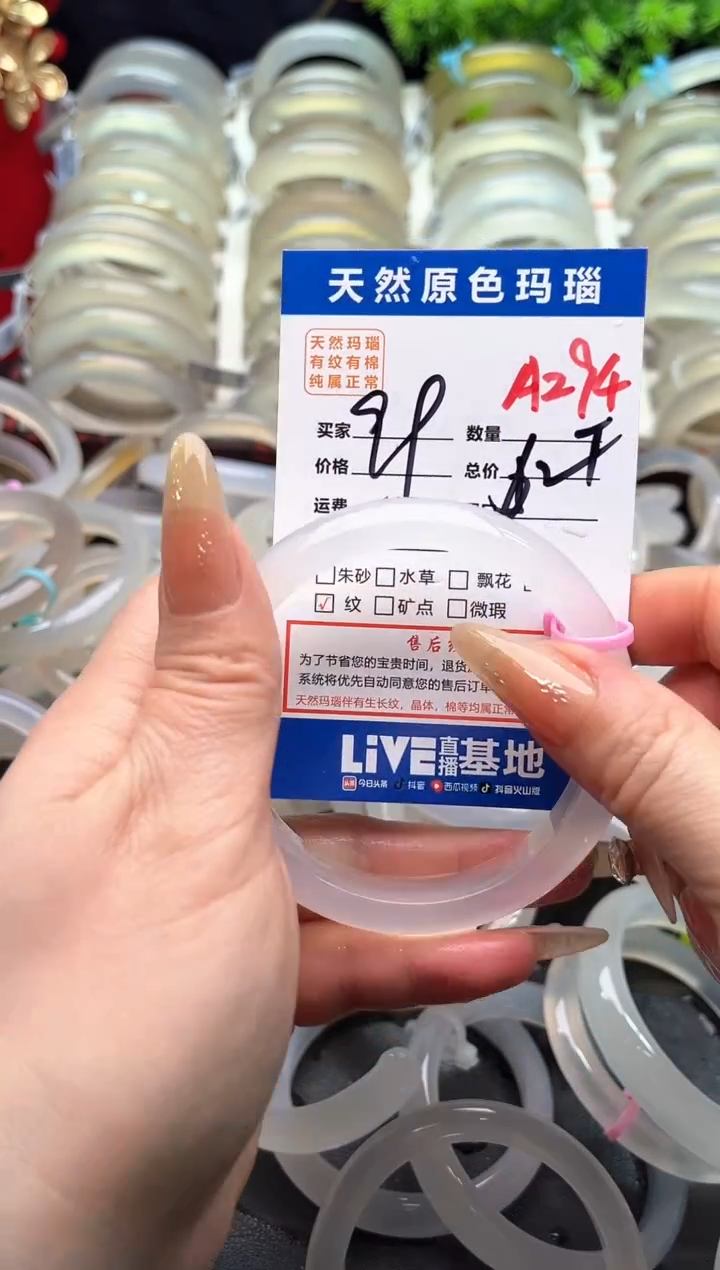 天然原色玛瑙
天然玛瑙
有纹有棉
纯属正常
A294
买家 数量
价格 总价
运费
朱砂 水草 飘花
纹 矿点 微瑕
售后
为了节省您的宝贵时间，退货
系统将优先自动同意您的售后订单
天然玛瑙伴有生长纹，晶体，棉等均属正常
LiVE直播基地
头条 今日头条 抖音 西瓜视频 抖音火山版